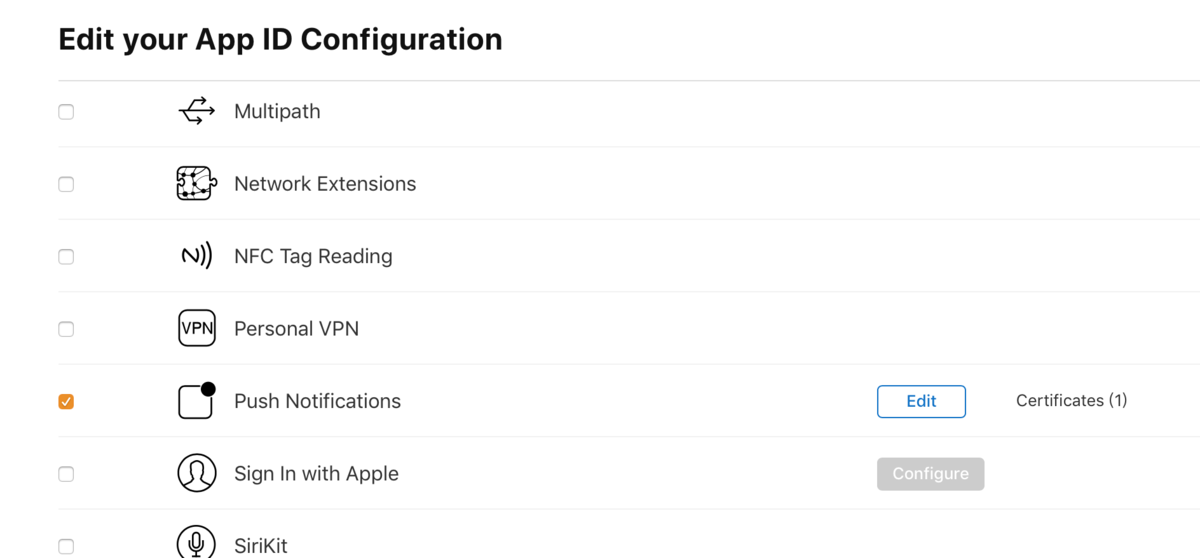 Edit your App ID Configuration
Multipath
Network Extensions
NFC Tag Reading
VPN Personal VPN
Push Notifications Edit Certificates (1)
Sign In with Apple Configure
SiriKit